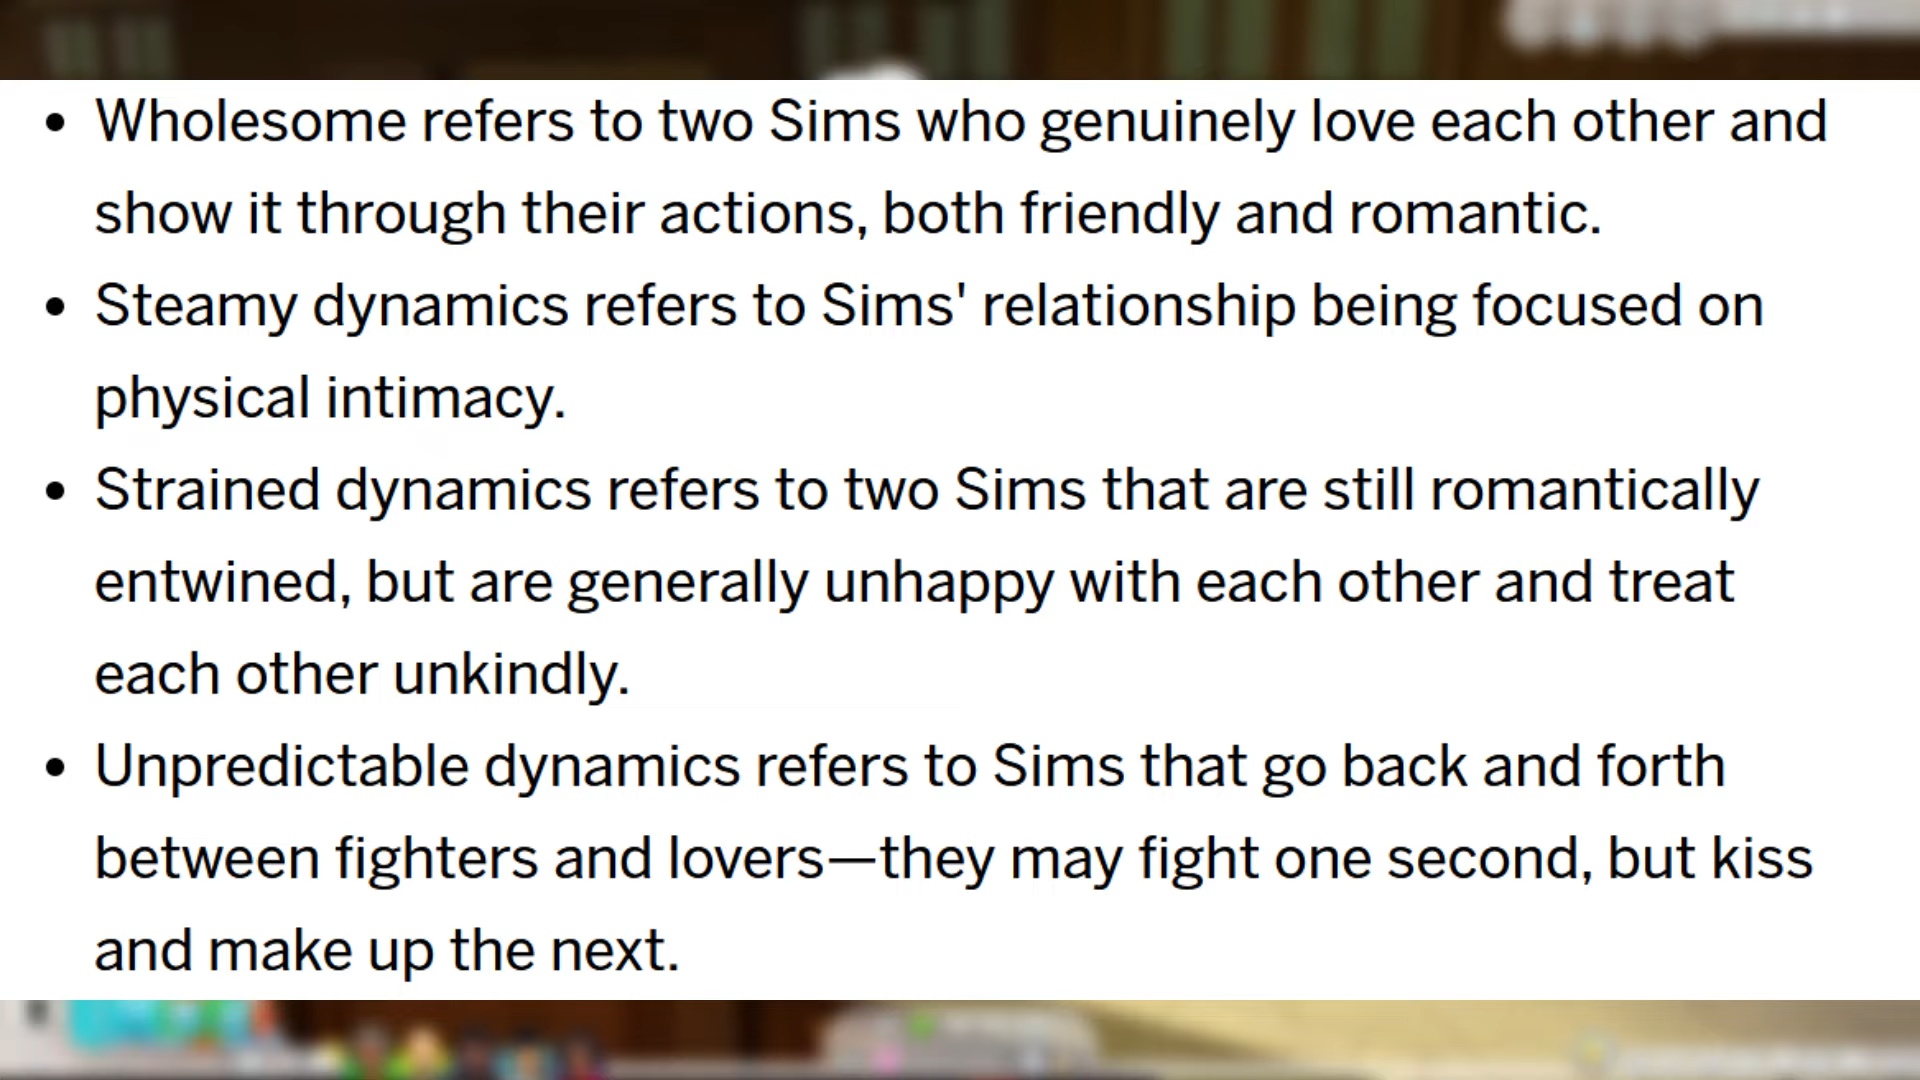 • Wholesome refers to two Sims who genuinely love each other and
show it through their actions, both friendly and romantic.
• Steamy dynamics refers to Sims' relationship being focused on
physical intimacy.
• Strained dynamics refers to two Sims that are still romantically
entwined, but are generally unhappy with each other and treat
each other unkindly.
• Unpredictable dynamics refers to Sims that go back and forth
between fighters and lovers—they may fight one second, but kiss
and make up the next.